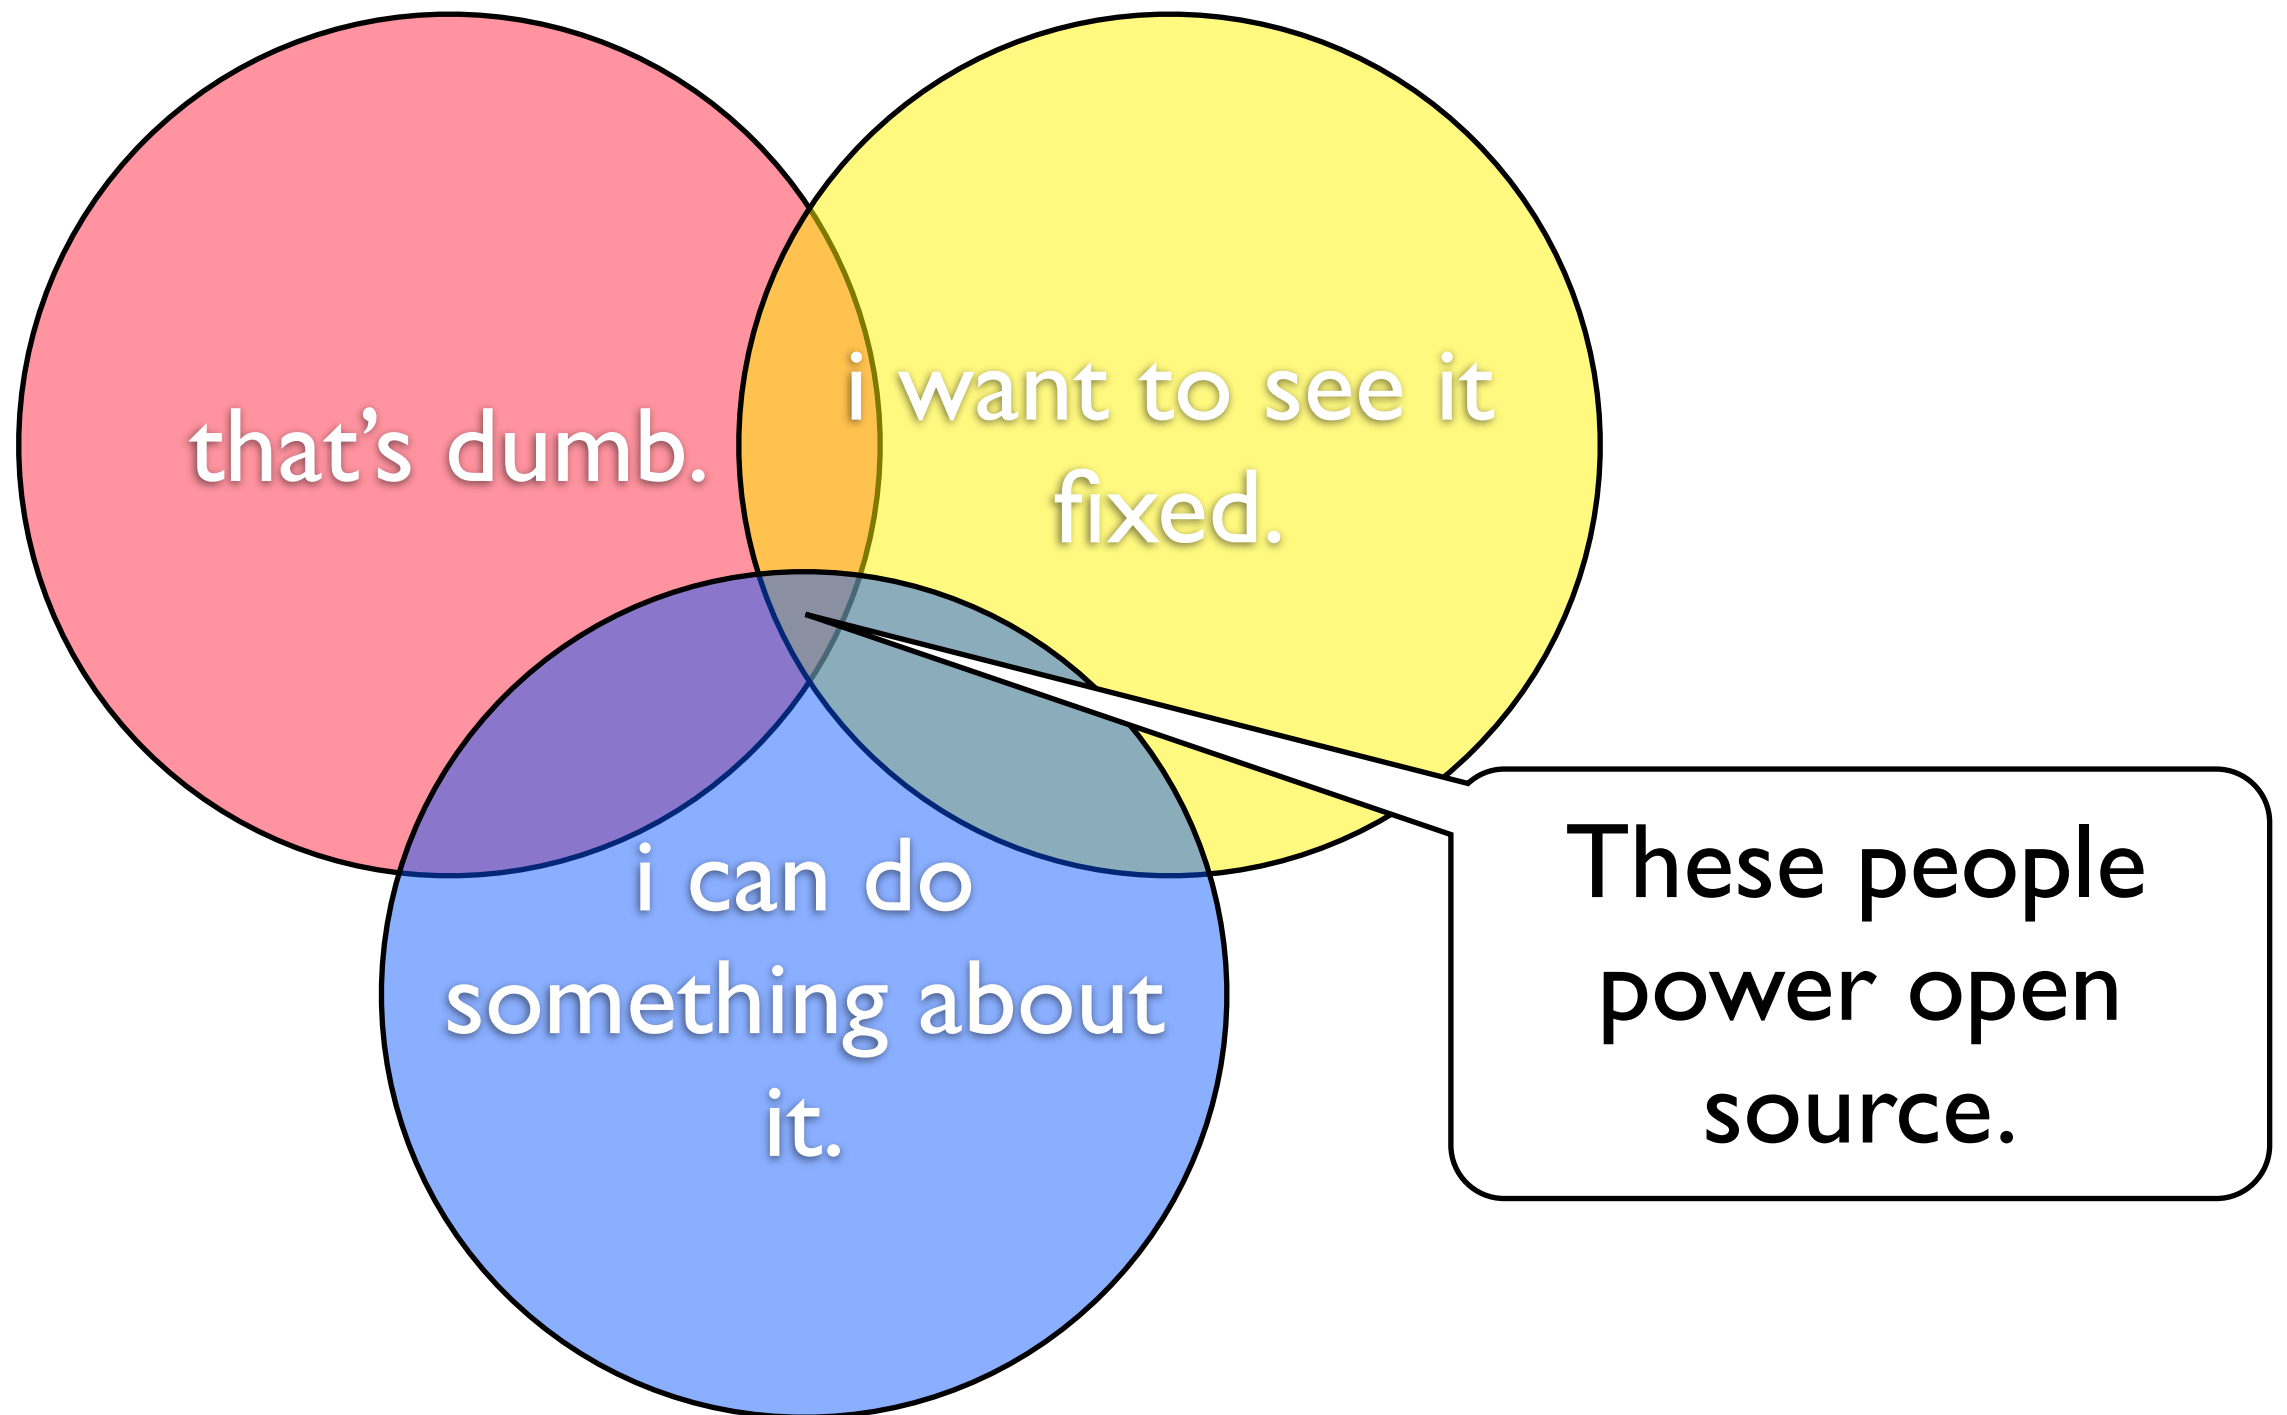 that’s dumb.
i want to see it
fixed.
i can do
something about
it.
These people
power open
source.